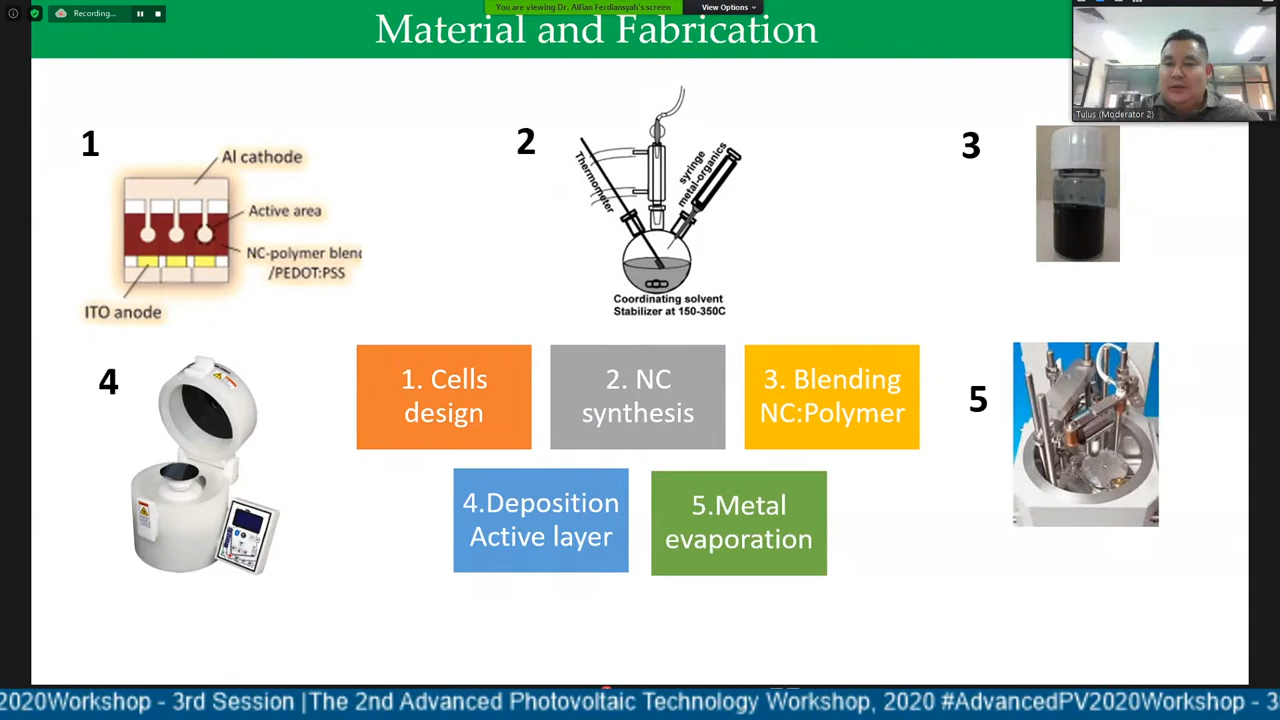 Recording...
You are viewing Dr. Alfian Ferdiansyah's screen
View Options
Material and Fabrication
Tulus (Moderator 2)
1
Al cathode
Active area
NC-polymer blend
/PEDOT:PSS
ITO anode
2
Thermometer
syringe
metal-organics
Coordinating solvent
Stabilizer at 150-350C
3
4
1. Cells
design
2. NC
synthesis
3. Blending
NC:Polymer
4.Deposition
Active layer
5.Metal
evaporation
5
2020Workshop - 3rd Session |The 2nd Advanced Photovoltaic Technology Workshop, 2020 #AdvancedPV2020Workshop - 3